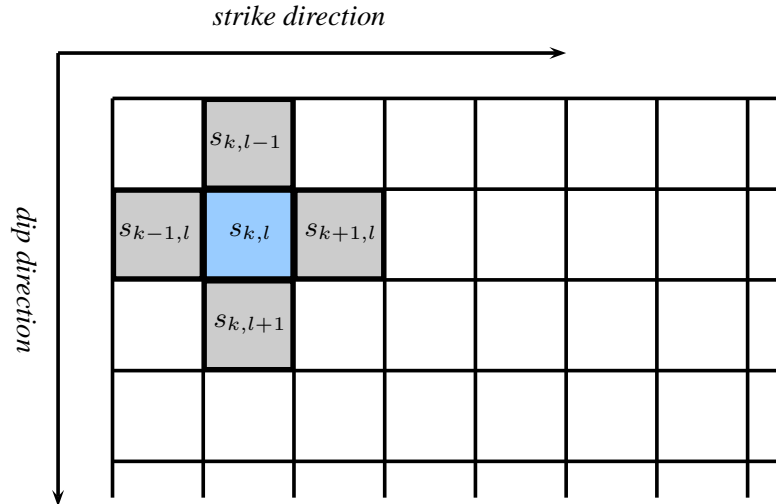 strike direction
dip direction
s_{k,l-1}
s_{k-1,l} s_{k,l} s_{k+1,l}
s_{k,l+1}